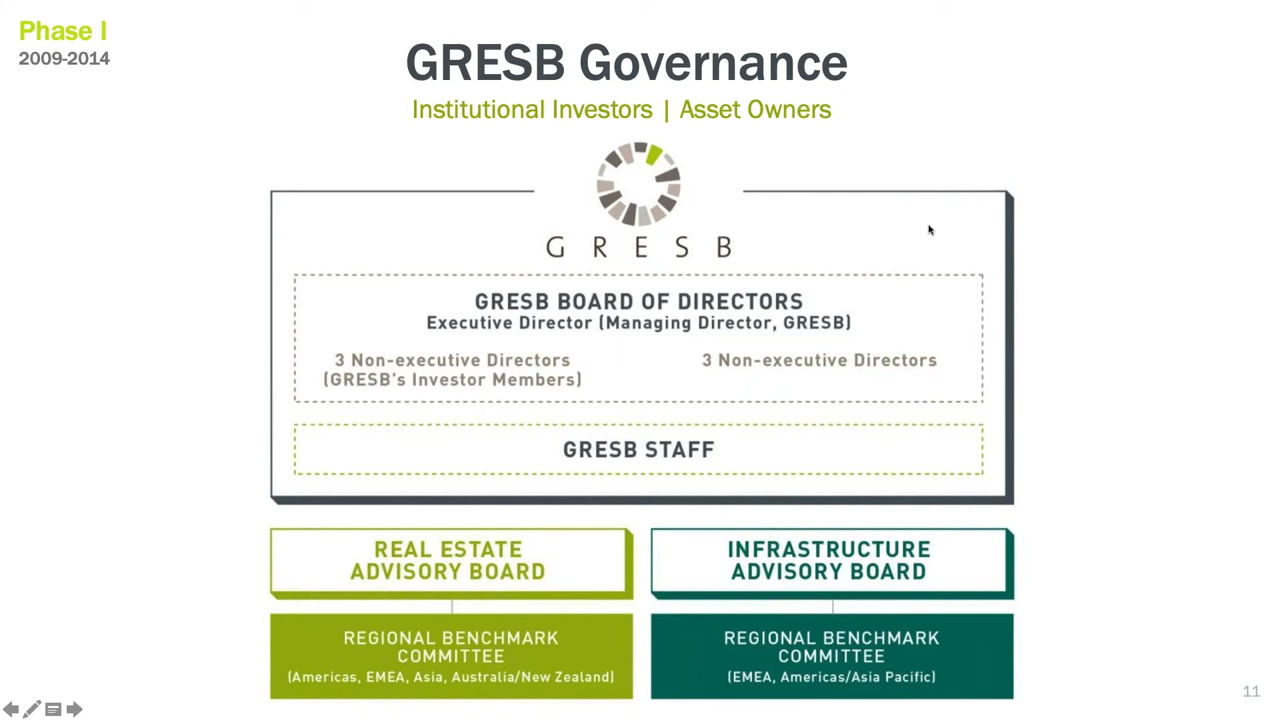 Phase I
2009-2014
GRESB Governance
Institutional Investors | Asset Owners
G R E S B
GRESB BOARD OF DIRECTORS
Executive Director (Managing Director, GRESB)
3 Non-executive Directors
(GRESB's Investor Members)
3 Non-executive Directors
GRESB STAFF
REAL ESTATE
ADVISORY BOARD
INFRASTRUCTURE
ADVISORY BOARD
REGIONAL BENCHMARK
COMMITTEE
(Americas, EMEA, Asia, Australia/New Zealand)
REGIONAL BENCHMARK
COMMITTEE
(EMEA, Americas/Asia Pacific)
11